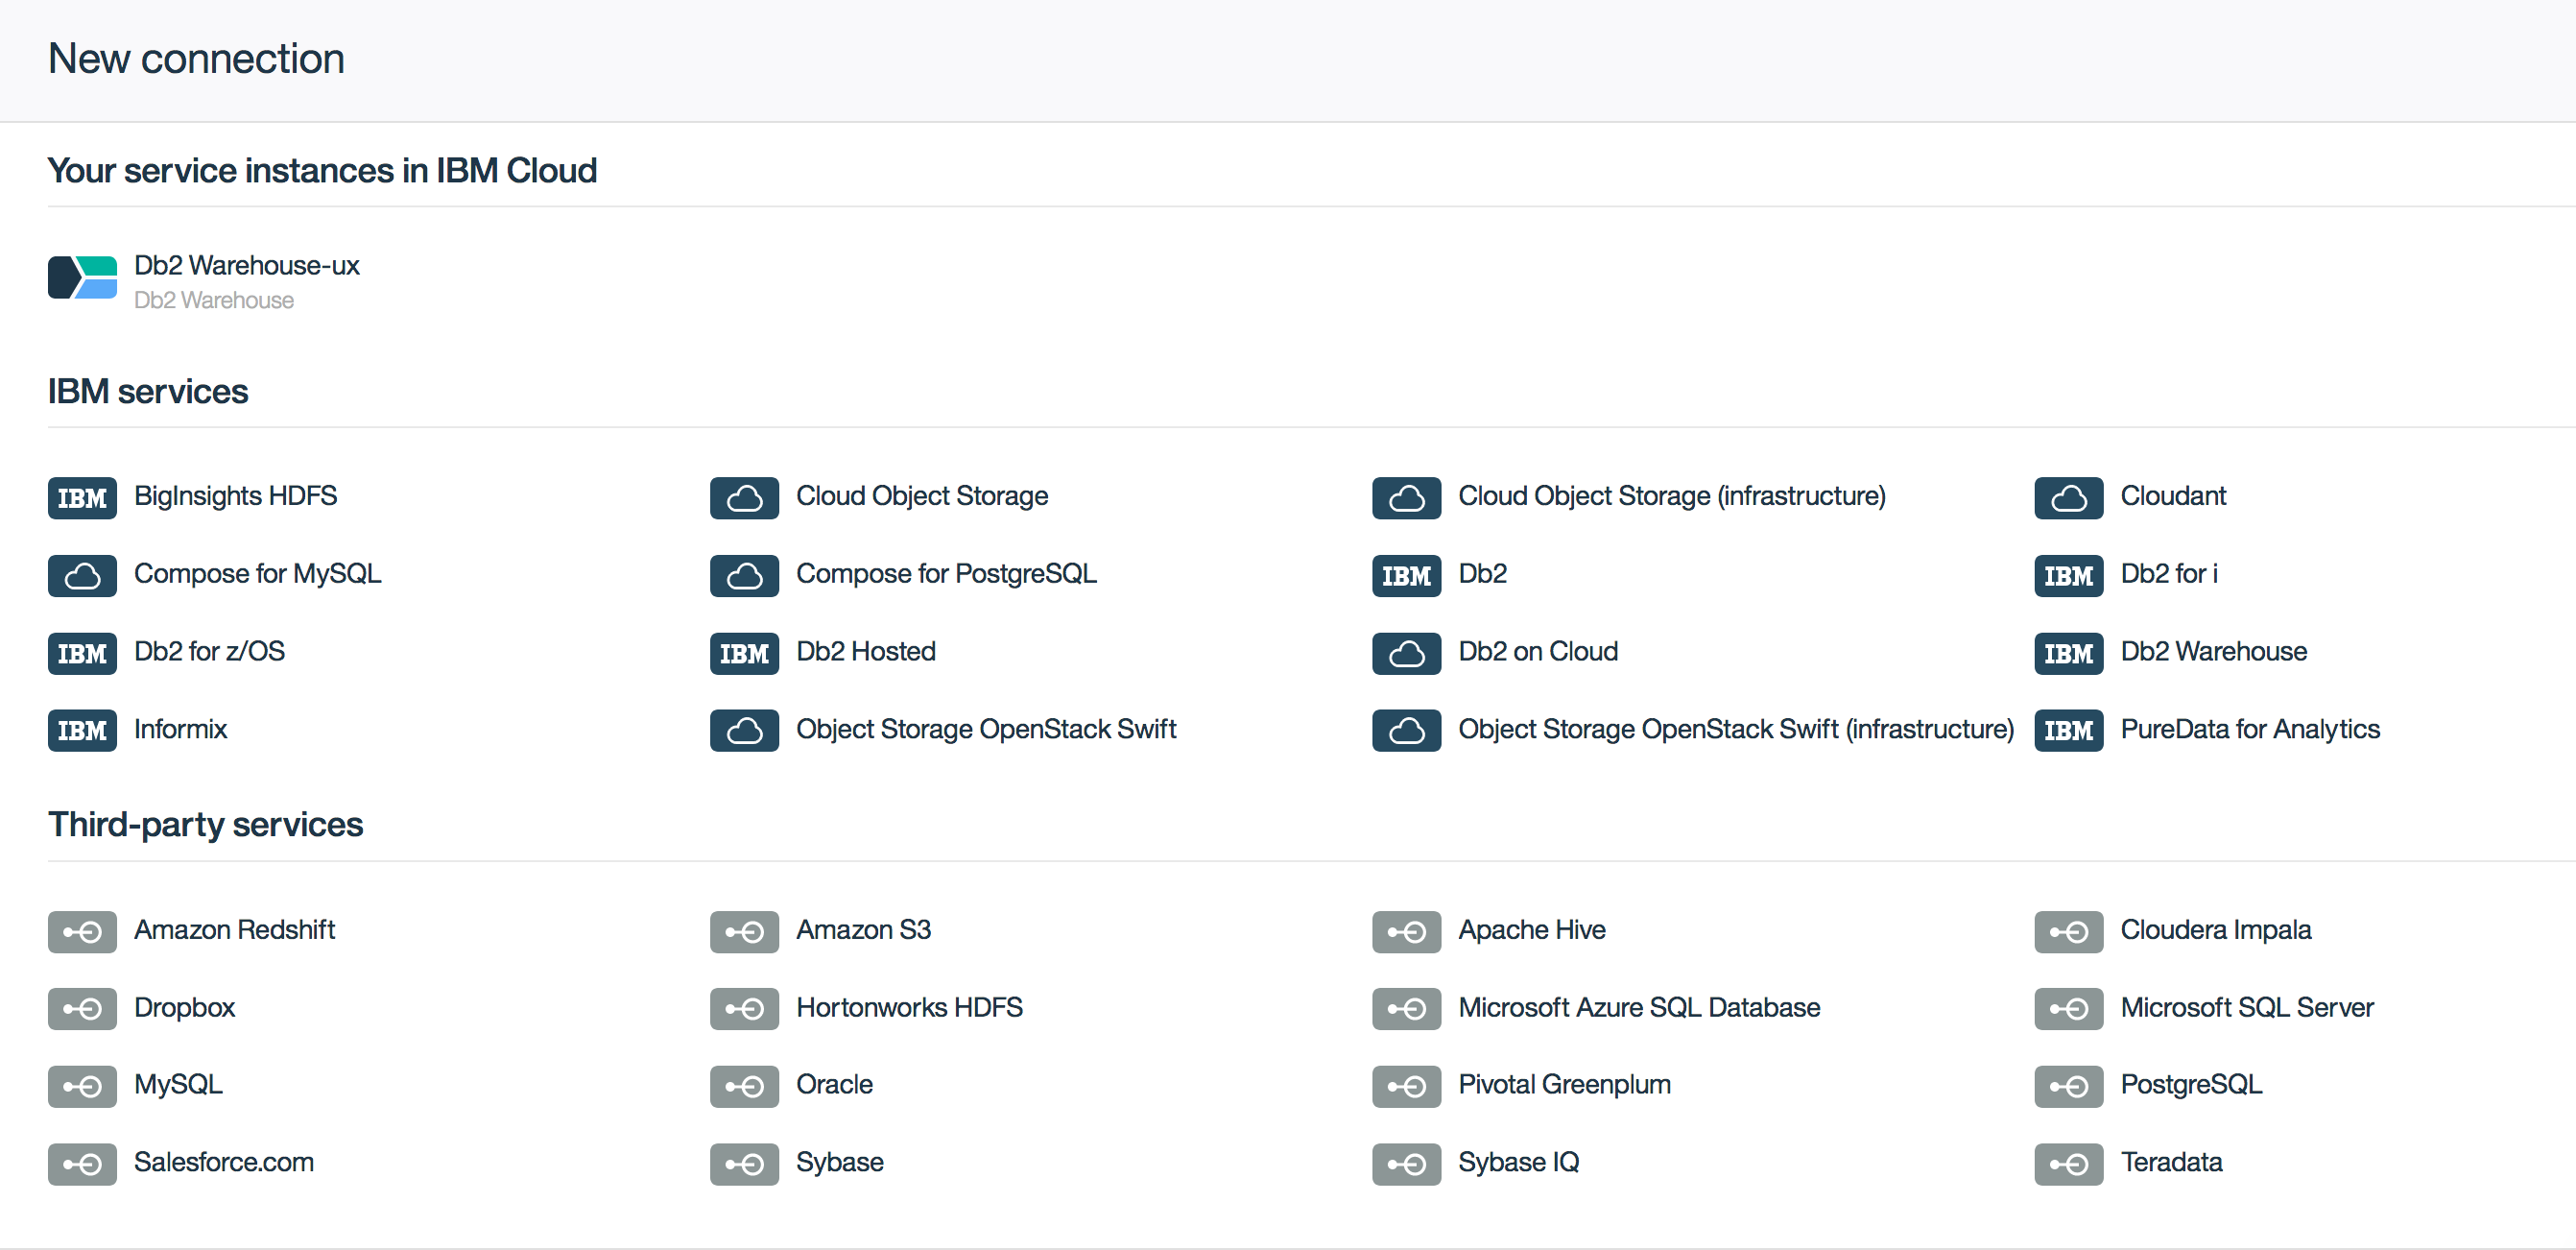 New connection
Your service instances in IBM Cloud
Db2 Warehouse-ux
Db2 Warehouse
IBM services
IBM BigInsights HDFS Cloud Object Storage Cloud Object Storage (infrastructure) Cloudant
Compose for MySQL Compose for PostgreSQL IBM Db2 IBM Db2 for i
IBM Db2 for z/OS IBM Db2 Hosted Db2 on Cloud IBM Db2 Warehouse
IBM Informix Object Storage OpenStack Swift Object Storage OpenStack Swift (infrastructure) IBM PureData for Analytics
Third-party services
Amazon Redshift Amazon S3 Apache Hive Cloudera Impala
Dropbox Hortonworks HDFS Microsoft Azure SQL Database Microsoft SQL Server
MySQL Oracle Pivotal Greenplum PostgreSQL
Salesforce.com Sybase Sybase IQ Teradata